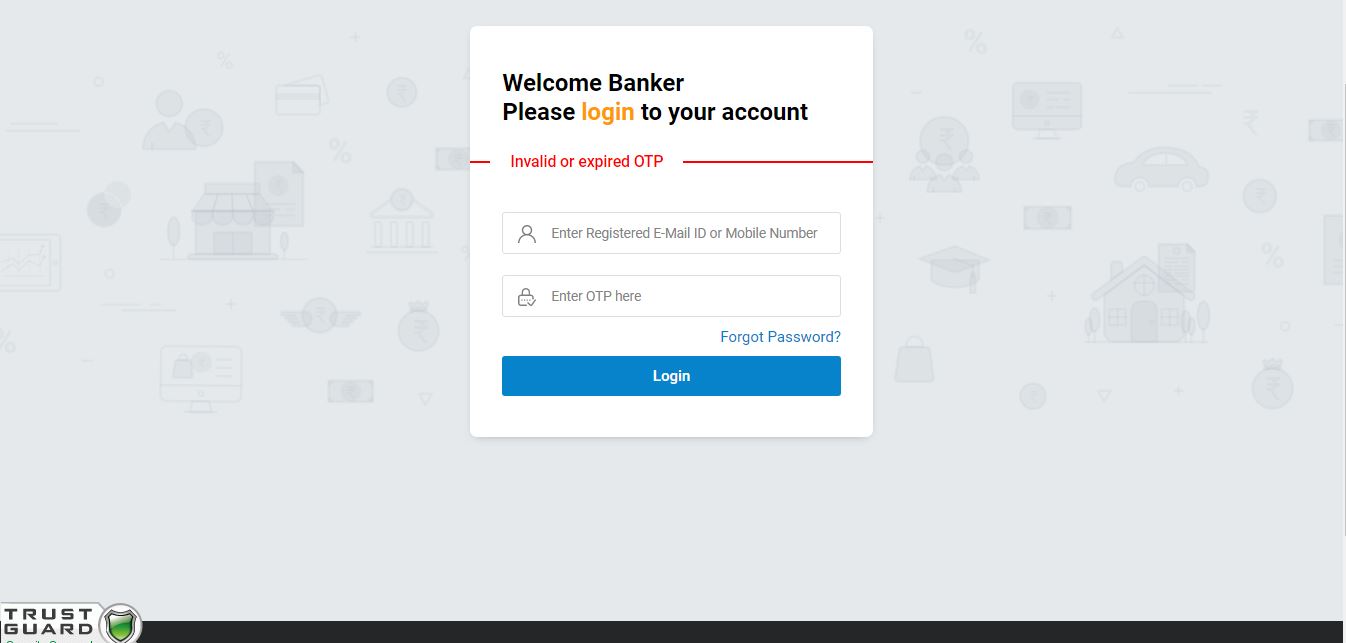 Welcome Banker
Please login to your account
Invalid or expired OTP
Enter Registered E-Mail ID or Mobile Number
Enter OTP here
Forgot Password?
Login
TRUST
GUARD